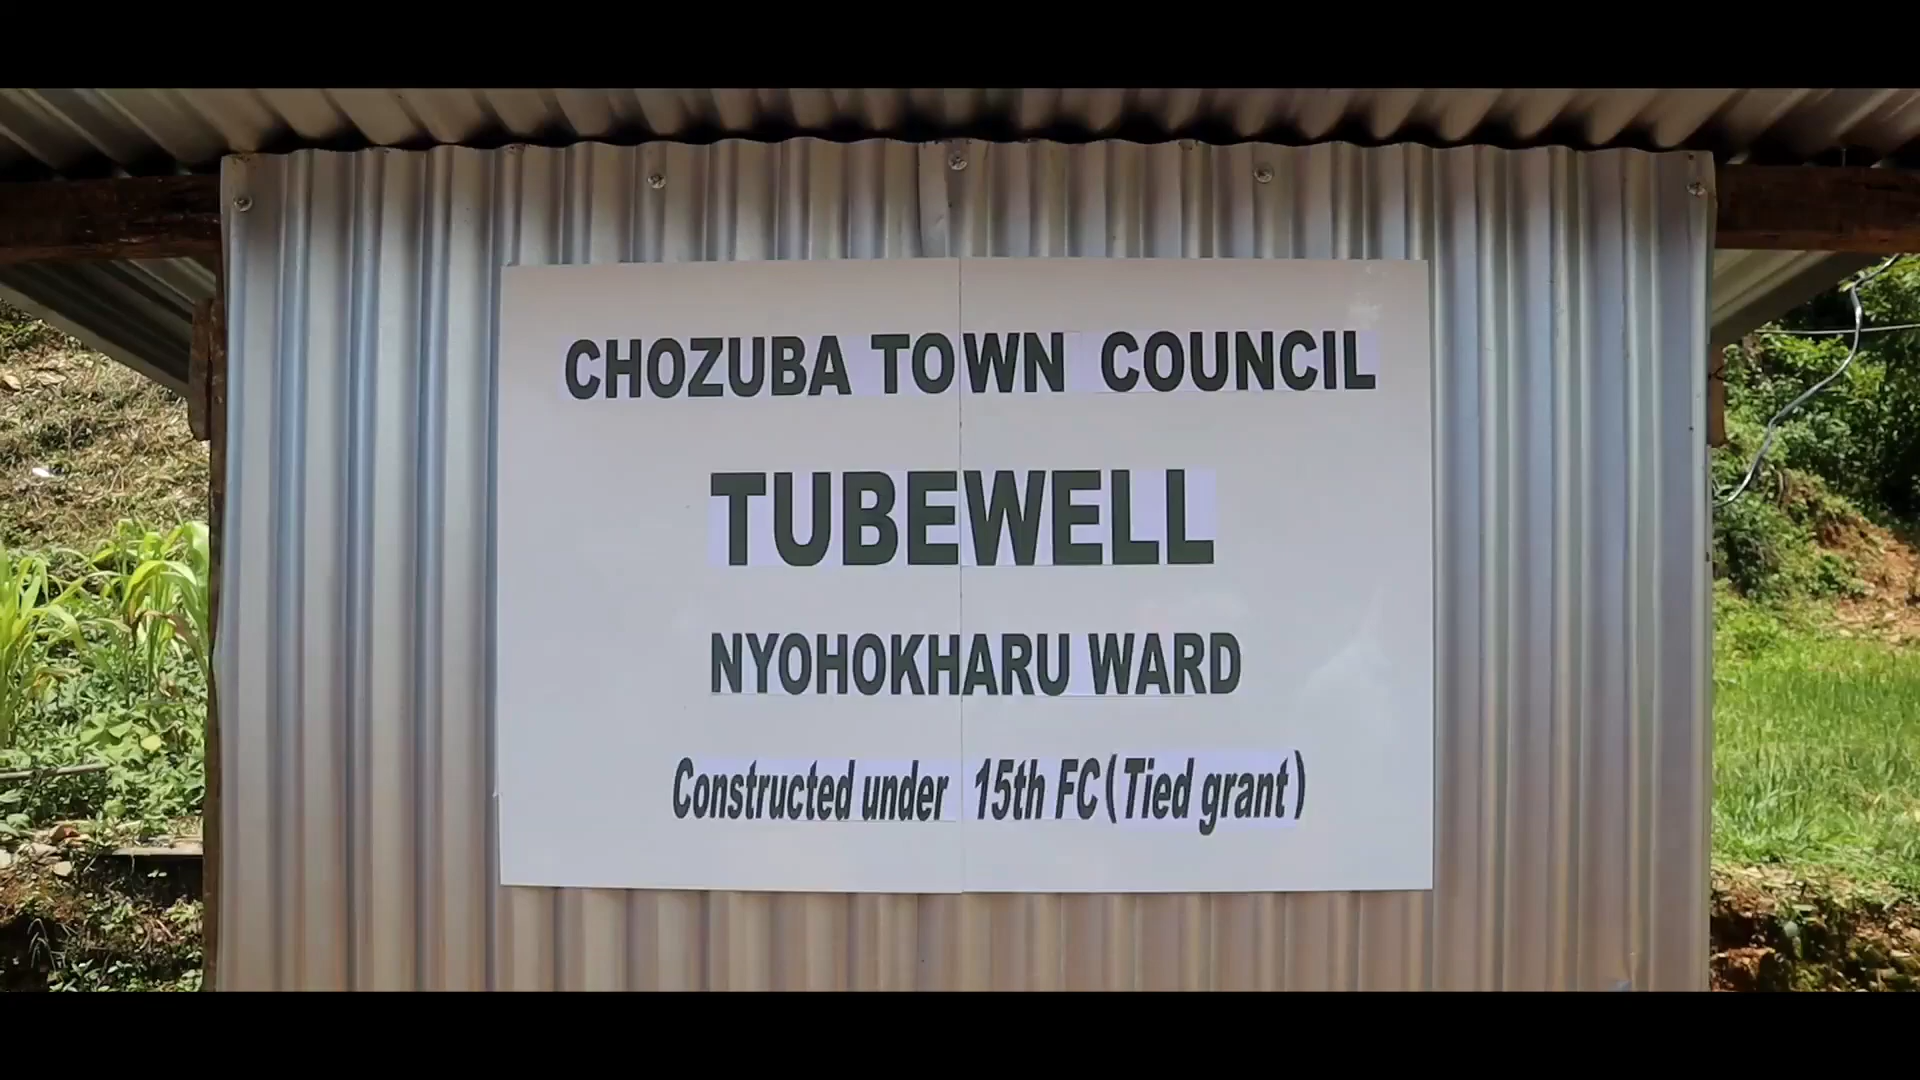 CHOZUBA TOWN COUNCIL
TUBEWELL
NYOHOKHARU WARD
Constructed under 15th FC (Tied grant)